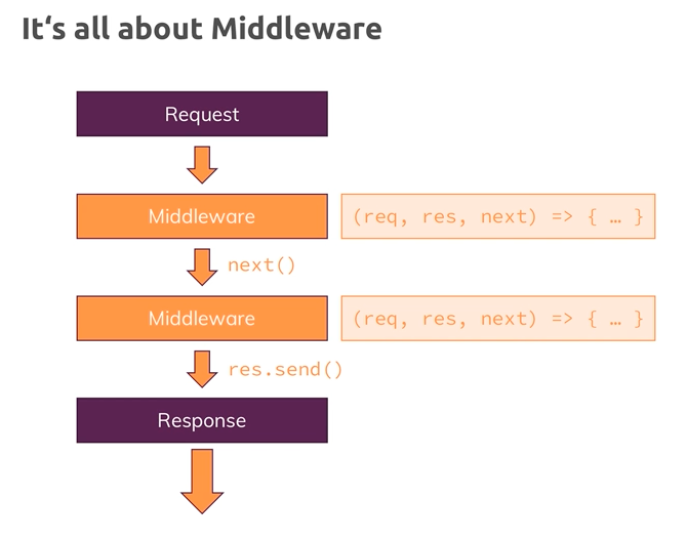 It‘s all about Middleware
Request
Middleware
(req, res, next) => { … }
next()
Middleware
(req, res, next) => { … }
res.send()
Response